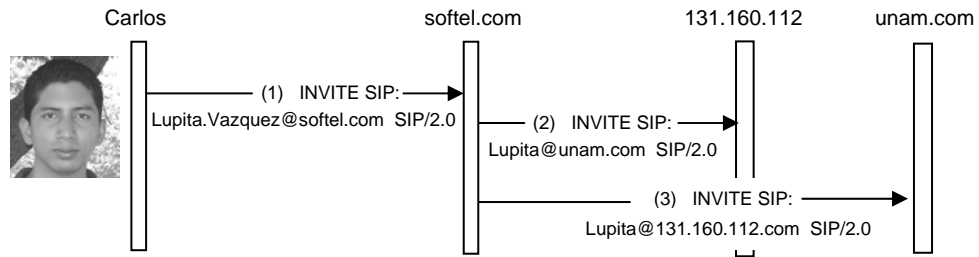 Carlos softel.com 131.160.112 unam.com
(1) INVITE SIP:
Lupita.Vazquez@softel.com SIP/2.0
(2) INVITE SIP:
Lupita@unam.com SIP/2.0
(3) INVITE SIP:
Lupita@131.160.112.com SIP/2.0